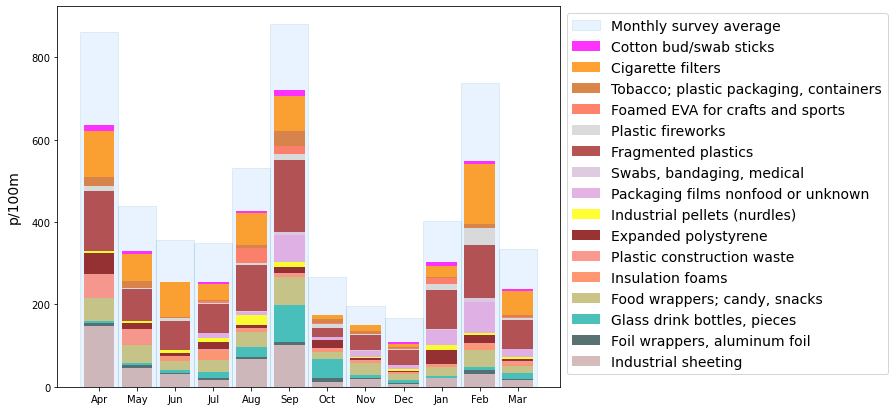 p/100m
800
600
400
200
0
Apr May Jun Jul Aug Sep Oct Nov Dec Jan Feb Mar
Monthly survey average
Cotton bud/swab sticks
Cigarette filters
Tobacco; plastic packaging, containers
Foamed EVA for crafts and sports
Plastic fireworks
Fragmented plastics
Swabs, bandaging, medical
Packaging films nonfood or unknown
Industrial pellets (nurdles)
Expanded polystyrene
Plastic construction waste
Insulation foams
Food wrappers; candy, snacks
Glass drink bottles, pieces
Foil wrappers, aluminum foil
Industrial sheeting